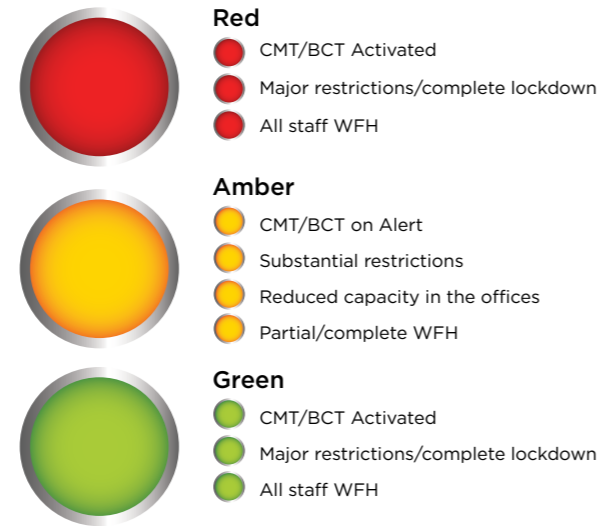 Red
CMT/BCT Activated
Major restrictions/complete lockdown
All staff WFH
Amber
CMT/BCT on Alert
Substantial restrictions
Reduced capacity in the offices
Partial/complete WFH
Green
CMT/BCT Activated
Major restrictions/complete lockdown
All staff WFH